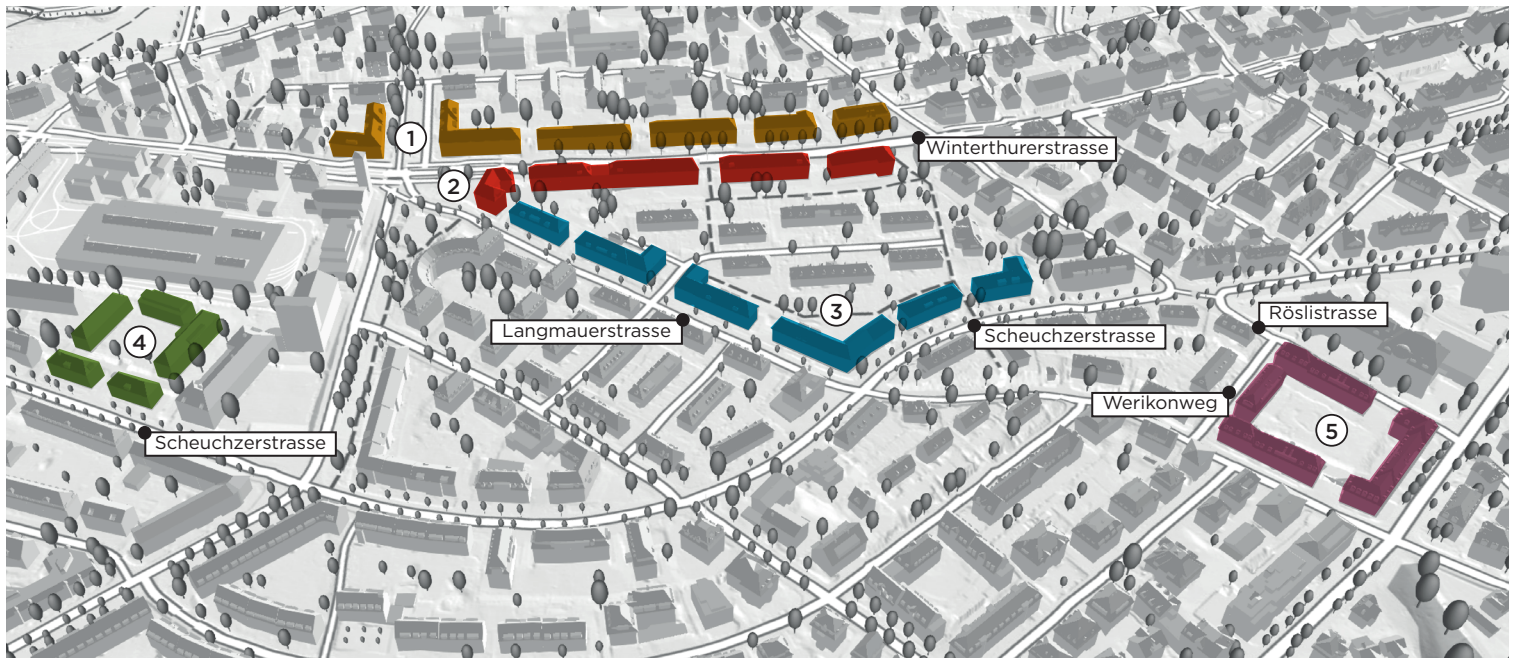 1
Winterthurerstrasse
2
3
Röslistrasse
Langmauerstrasse
Scheuchzerstrasse
4
Werikonweg
5
Scheuchzerstrasse